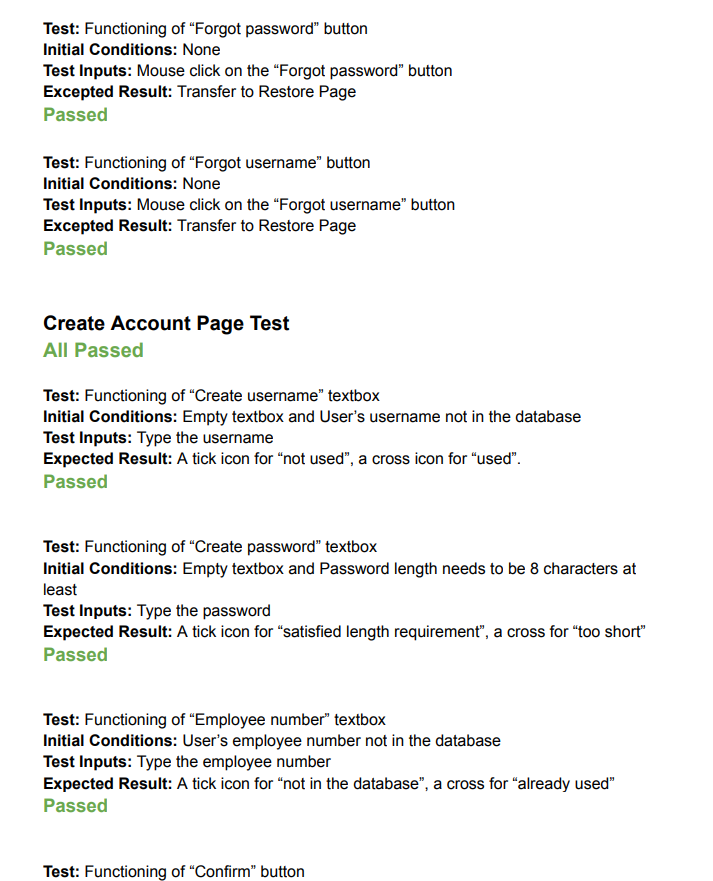 Test: Functioning of “Forgot password” button
Initial Conditions: None
Test Inputs: Mouse click on the “Forgot password” button
Excepted Result: Transfer to Restore Page
Passed
Test: Functioning of “Forgot username” button
Initial Conditions: None
Test Inputs: Mouse click on the “Forgot username” button
Excepted Result: Transfer to Restore Page
Passed
Create Account Page Test
All Passed
Test: Functioning of “Create username” textbox
Initial Conditions: Empty textbox and User’s username not in the database
Test Inputs: Type the username
Expected Result: A tick icon for “not used”, a cross icon for “used”.
Passed
Test: Functioning of “Create password” textbox
Initial Conditions: Empty textbox and Password length needs to be 8 characters at
least
Test Inputs: Type the password
Expected Result: A tick icon for “satisfied length requirement”, a cross for “too short”
Passed
Test: Functioning of “Employee number” textbox
Initial Conditions: User’s employee number not in the database
Test Inputs: Type the employee number
Expected Result: A tick icon for “not in the database”, a cross for “already used”
Passed
Test: Functioning of “Confirm” button